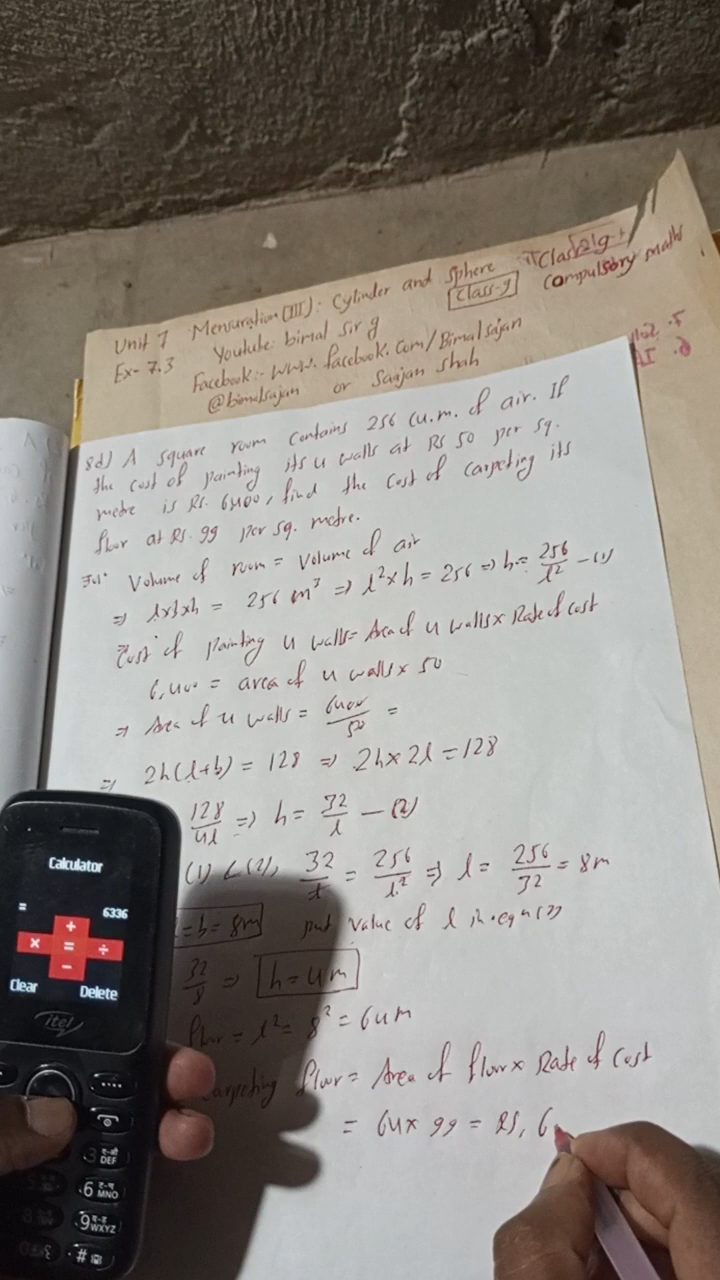 Unit 7 Mensuration (III): Cylinder and Sphere
Class-9 compulsory maths
Ex- 7.3 Youtube: bimal sir g
Facebook:- www.facebook.com/Bimalsajan
@bimalsajan or Saajan Shah
8d) A square room contains 256 cu.m. of air. If
the cost of painting its 4 walls at Rs 50 per sq.
metre is Rs. 6400, find the cost of carpeting its
floor at Rs. 99 per sq. metre.
Solⁿ: Volume of room = Volume of air
⇒ l×l×h = 256 m³ ⇒ l²×h = 256 ⇒ h = 256/l² - (1)
Cost of painting 4 walls = Area of 4 walls × Rate of cost
6,400 = area of 4 walls × 50
⇒ Area of 4 walls = 6400/50 =
⇒ 2h(l+b) = 128 ⇒ 2h×2l = 128
128/4l ⇒ h = 32/l - (2)
(1) & (2), 32/l = 256/l² ⇒ l = 256/32 = 8m
= b = 8m put value of l in eqn (2)
32/8 ⇒ h = 4m
floor = l² = 8² = 64m
carpeting floor = Area of floor × Rate of cost
= 64 × 99 = RS, 6
Calculator
= 6336
+
× = ÷
-
Clear Delete
itel
3 DEF
6 MNO
9 WXYZ
#